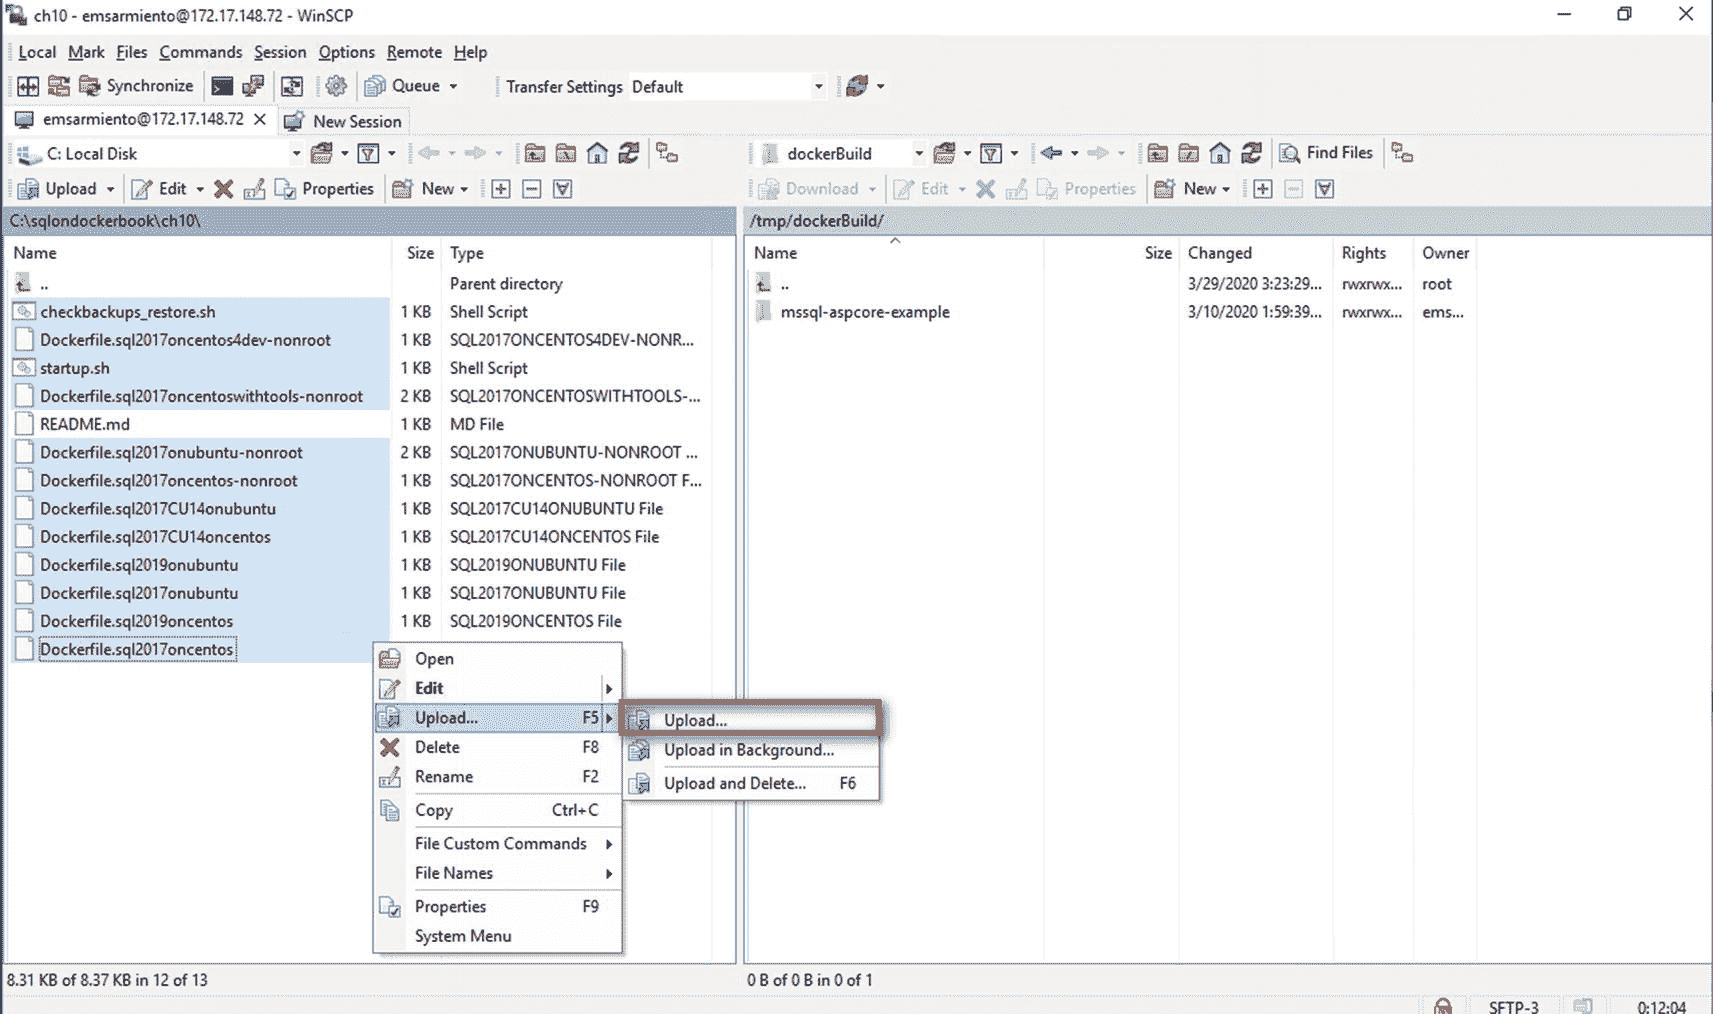 ch10 - emsarmiento@172.17.148.72 - WinSCP
Local Mark Files Commands Session Options Remote Help
Synchronize Queue Transfer Settings Default
emsarmiento@172.17.148.72 New Session
C: Local Disk dockerBuild Find Files
Upload Edit Properties New Download Edit Properties New
C:\sqlondockerbook\ch10\ /tmp/dockerBuild/
Name Size Type Name Size Changed Rights Owner
.. Parent directory .. 3/29/2020 3:23:29... rwxrwx... root
checkbackups_restore.sh 1 KB Shell Script mssql-aspcore-example 3/10/2020 1:59:39... rwxrwx... ems...
Dockerfile.sql2017oncentos4dev-nonroot 1 KB SQL2017ONCENTOS4DEV-NONR...
startup.sh 1 KB Shell Script
Dockerfile.sql2017oncentoswithtools-nonroot 2 KB SQL2017ONCENTOSWITHTOOLS-...
README.md 1 KB MD File
Dockerfile.sql2017onubuntu-nonroot 2 KB SQL2017ONUBUNTU-NONROOT ...
Dockerfile.sql2017oncentos-nonroot 1 KB SQL2017ONCENTOS-NONROOT F...
Dockerfile.sql2017CU14onubuntu 1 KB SQL2017CU14ONUBUNTU File
Dockerfile.sql2017CU14oncentos 1 KB SQL2017CU14ONCENTOS File
Dockerfile.sql2019onubuntu 1 KB SQL2019ONUBUNTU File
Dockerfile.sql2017onubuntu 1 KB SQL2017ONUBUNTU File
Dockerfile.sql2019oncentos 1 KB SQL2019ONCENTOS File
Dockerfile.sql2017oncentos
Open
Edit
Upload... F5
Upload...
Delete F8
Upload in Background...
Rename F2
Upload and Delete... F6
Copy Ctrl+C
File Custom Commands
File Names
Properties F9
System Menu
8.31 KB of 8.37 KB in 12 of 13 0 B of 0 B in 0 of 1
SFTP-3 0:12:04